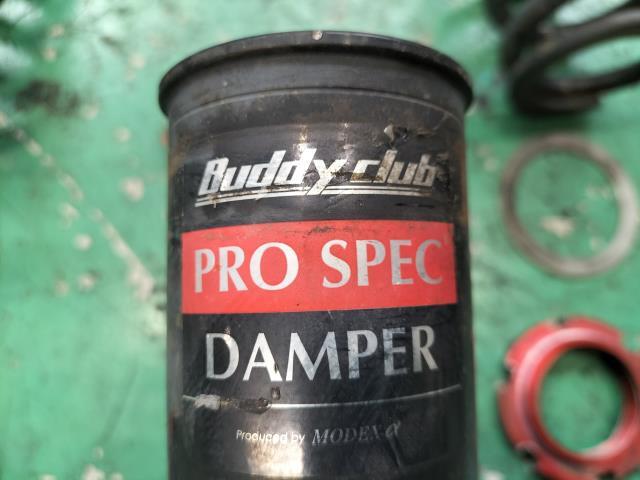 Buddy club
PRO SPEC
DAMPER
Produced by MODEX α